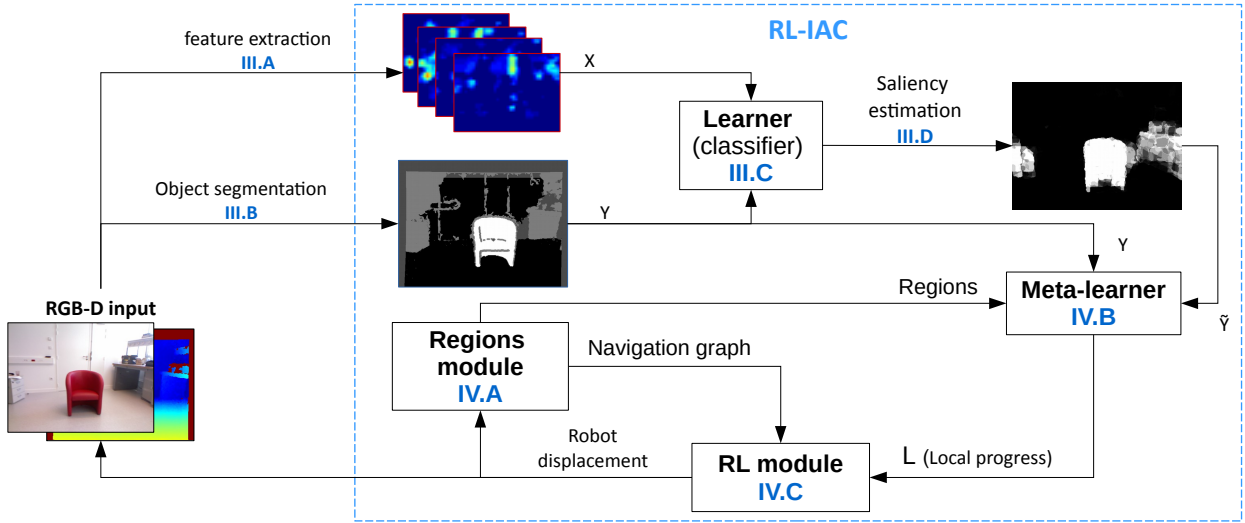 RL-IAC
feature extraction
III.A
X
Saliency
estimation
III.D
Learner
(classifier)
III.C
Object segmentation
III.B
Y
Y
RGB-D input
Regions
Meta-learner
IV.B
Ỹ
Regions
module
IV.A
Navigation graph
Robot
displacement
RL module
IV.C
L (Local progress)